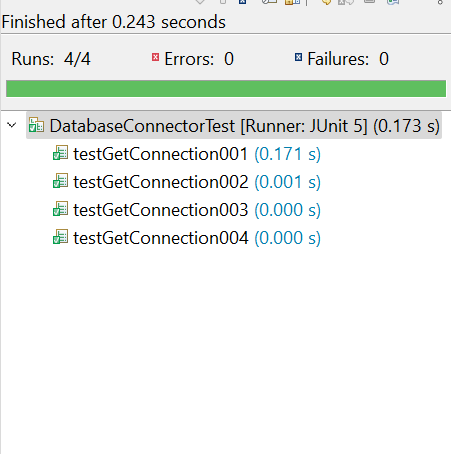 Finished after 0.243 seconds
Runs: 4/4 Errors: 0 Failures: 0
DatabaseConnectorTest [Runner: JUnit 5] (0.173 s)
testGetConnection001 (0.171 s)
testGetConnection002 (0.001 s)
testGetConnection003 (0.000 s)
testGetConnection004 (0.000 s)